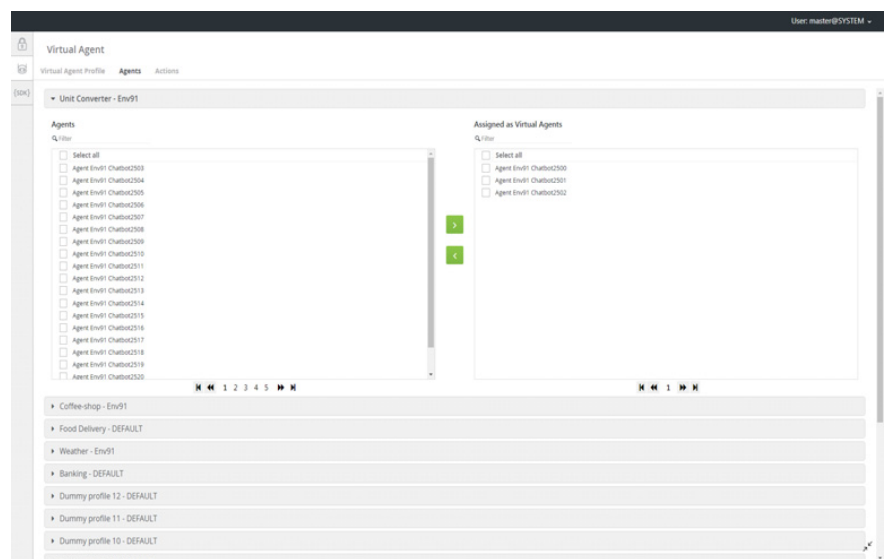 User: master@SYSTEM
Virtual Agent
Virtual Agent Profile Agents Actions
{SDK}
Unit Converter - Env91
Agents
Filter
Select all
Agent Env91 Chatbot2503
Agent Env91 Chatbot2504
Agent Env91 Chatbot2505
Agent Env91 Chatbot2506
Agent Env91 Chatbot2507
Agent Env91 Chatbot2508
Agent Env91 Chatbot2509
Agent Env91 Chatbot2510
Agent Env91 Chatbot2511
Agent Env91 Chatbot2512
Agent Env91 Chatbot2513
Agent Env91 Chatbot2514
Agent Env91 Chatbot2515
Agent Env91 Chatbot2516
Agent Env91 Chatbot2517
Agent Env91 Chatbot2518
Agent Env91 Chatbot2519
Agent Env91 Chatbot2520
1 2 3 4 5
Assigned as Virtual Agents
Filter
Select all
Agent Env91 Chatbot2500
Agent Env91 Chatbot2501
Agent Env91 Chatbot2502
1
Coffee-shop - Env91
Food Delivery - DEFAULT
Weather - Env91
Banking - DEFAULT
Dummy profile 12 - DEFAULT
Dummy profile 11 - DEFAULT
Dummy profile 10 - DEFAULT